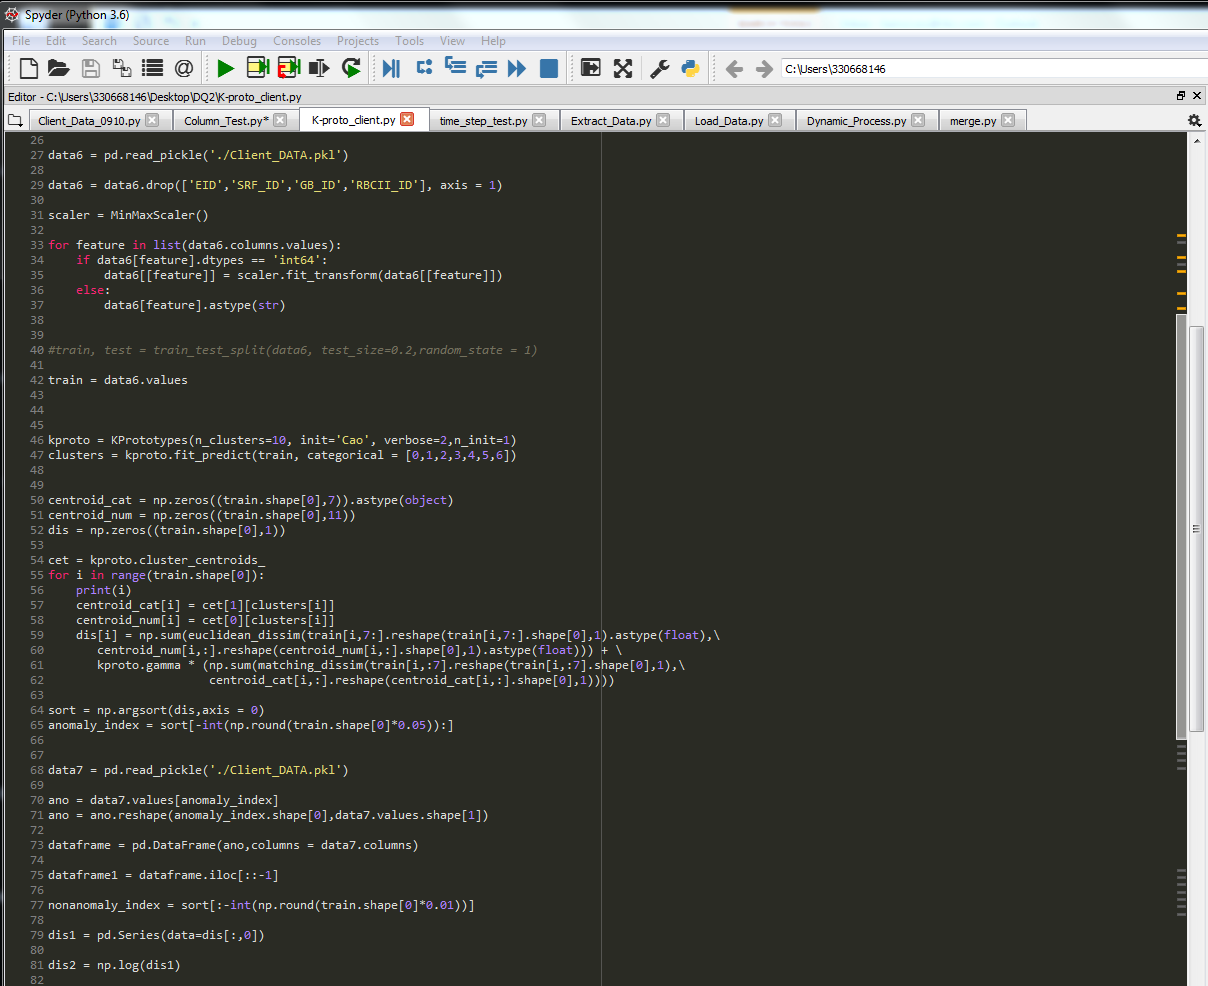 Spyder (Python 3.6)
File Edit Search Source Run Debug Consoles Projects Tools View Help
C:\Users\330668146
Editor - C:\Users\330668146\Desktop\DQ2\K-proto_client.py
Client_Data_0910.py Column_Test.py* K-proto_client.py time_step_test.py Extract_Data.py Load_Data.py Dynamic_Process.py merge.py
26
27 data6 = pd.read_pickle('./Client_DATA.pkl')
28
29 data6 = data6.drop(['EID','SRF_ID','GB_ID','RBCII_ID'], axis = 1)
30
31 scaler = MinMaxScaler()
32
33 for feature in list(data6.columns.values):
34     if data6[feature].dtypes == 'int64':
35         data6[[feature]] = scaler.fit_transform(data6[[feature]])
36     else:
37         data6[feature].astype(str)
38
39
40 #train, test = train_test_split(data6, test_size=0.2,random_state = 1)
41
42 train = data6.values
43
44
45
46 kproto = KPrototypes(n_clusters=10, init='Cao', verbose=2,n_init=1)
47 clusters = kproto.fit_predict(train, categorical = [0,1,2,3,4,5,6])
48
49
50 centroid_cat = np.zeros((train.shape[0],7)).astype(object)
51 centroid_num = np.zeros((train.shape[0],11))
52 dis = np.zeros((train.shape[0],1))
53
54 cet = kproto.cluster_centroids_
55 for i in range(train.shape[0]):
56     print(i)
57     centroid_cat[i] = cet[1][clusters[i]]
58     centroid_num[i] = cet[0][clusters[i]]
59     dis[i] = np.sum(euclidean_dissim(train[i,7:].reshape(train[i,7:].shape[0],1).astype(float),\
60        centroid_num[i,:].reshape(centroid_num[i,:].shape[0],1).astype(float))) + \
61        kproto.gamma * (np.sum(matching_dissim(train[i,:7].reshape(train[i,:7].shape[0],1),\
62                        centroid_cat[i,:].reshape(centroid_cat[i,:].shape[0],1))))
63
64 sort = np.argsort(dis,axis = 0)
65 anomaly_index = sort[-int(np.round(train.shape[0]*0.05)):]
66
67
68 data7 = pd.read_pickle('./Client_DATA.pkl')
69
70 ano = data7.values[anomaly_index]
71 ano = ano.reshape(anomaly_index.shape[0],data7.values.shape[1])
72
73 dataframe = pd.DataFrame(ano,columns = data7.columns)
74
75 dataframe1 = dataframe.iloc[::-1]
76
77 nonanomaly_index = sort[:-int(np.round(train.shape[0]*0.01))]
78
79 dis1 = pd.Series(data=dis[:,0])
80
81 dis2 = np.log(dis1)
82